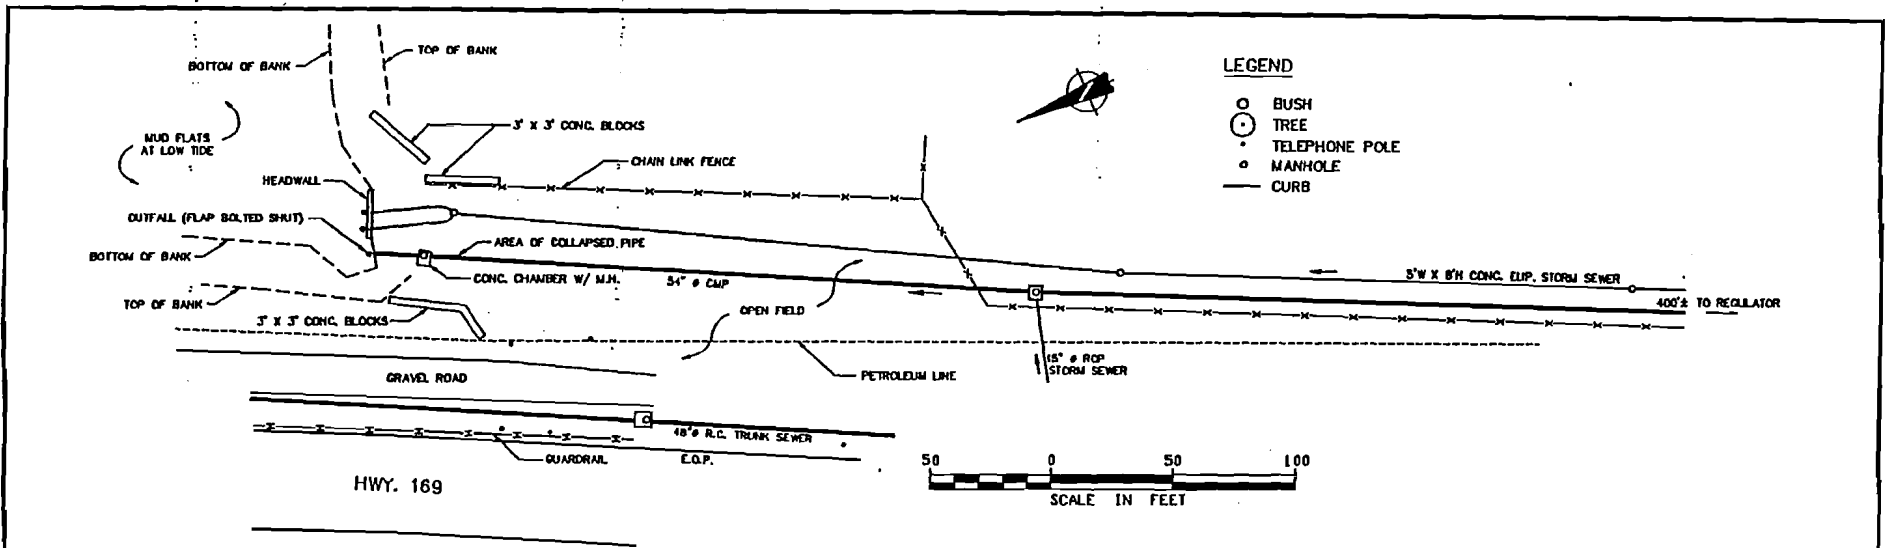 TOP OF BANK
BOTTOM OF BANK
LEGEND
BUSH
TREE
TELEPHONE POLE
MANHOLE
CURB
3' X 3' CONC. BLOCKS
MUD FLATS
AT LOW TIDE
CHAIN LINK FENCE
HEADWALL
OUTFALL (FLAP BOLTED SHUT)
AREA OF COLLAPSED PIPE
BOTTOM OF BANK
CONC. CHAMBER W/ M.H.
54" ø CMP
5'W X 8'H CONC. ELIP. STORM SEWER
400'± TO REGULATOR
TOP OF BANK
3' X 3' CONC. BLOCKS
OPEN FIELD
15" ø RCP
STORM SEWER
GRAVEL ROAD
PETROLEUM LINE
48"ø R.C. TRUNK SEWER
GUARDRAIL
E.O.P.
HWY. 169
50 0 50 100
SCALE IN FEET